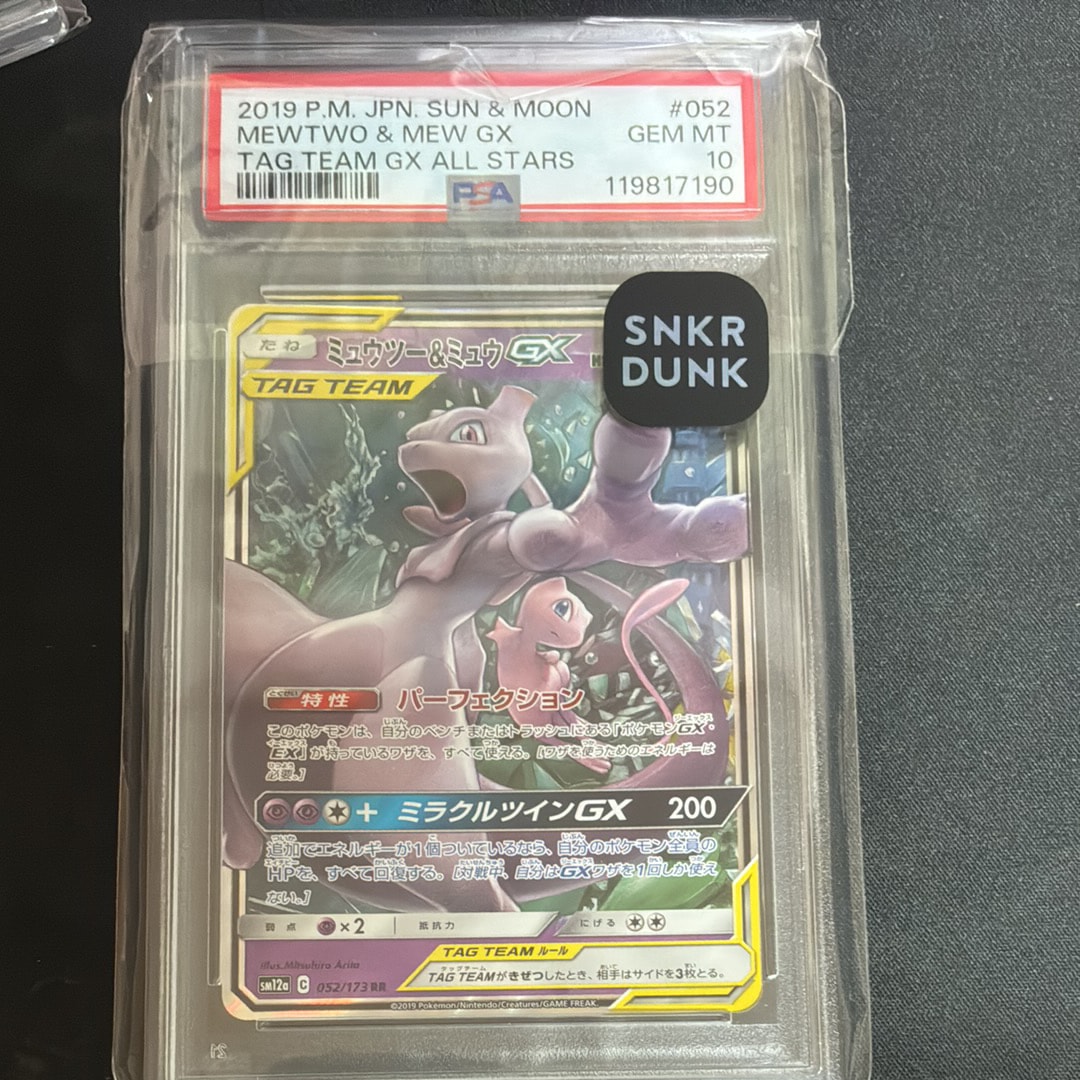 2019 P.M. JPN. SUN & MOON #052
MEWTWO & MEW GX GEM MT
TAG TEAM GX ALL STARS 10
PSA 119817190
SNKR
DUNK
たね ミュウツー&ミュウGX
TAG TEAM
特性 パーフェクション
このポケモンは、自分のベンチまたはトラッシュにある「ポケモンGX・
EX」が持っているワザを、すべて使える。[ワザを使うためのエネルギーは
必要。]
+ ミラクルツインGX 200
追加でエネルギーが1個ついているなら、自分のポケモン全員の
HPを、すべて回復する。[対戦中、自分はGXワザを1回しか使え
ない。]
弱点 ×2 抵抗力 にげる
TAG TEAM ルール
illus.Mitsuhiro Arita
TAG TEAMがきぜつしたとき、相手はサイドを3枚とる。
sm12a C 052/173 RR
©2019 Pokémon/Nintendo/Creatures/GAME FREAK.